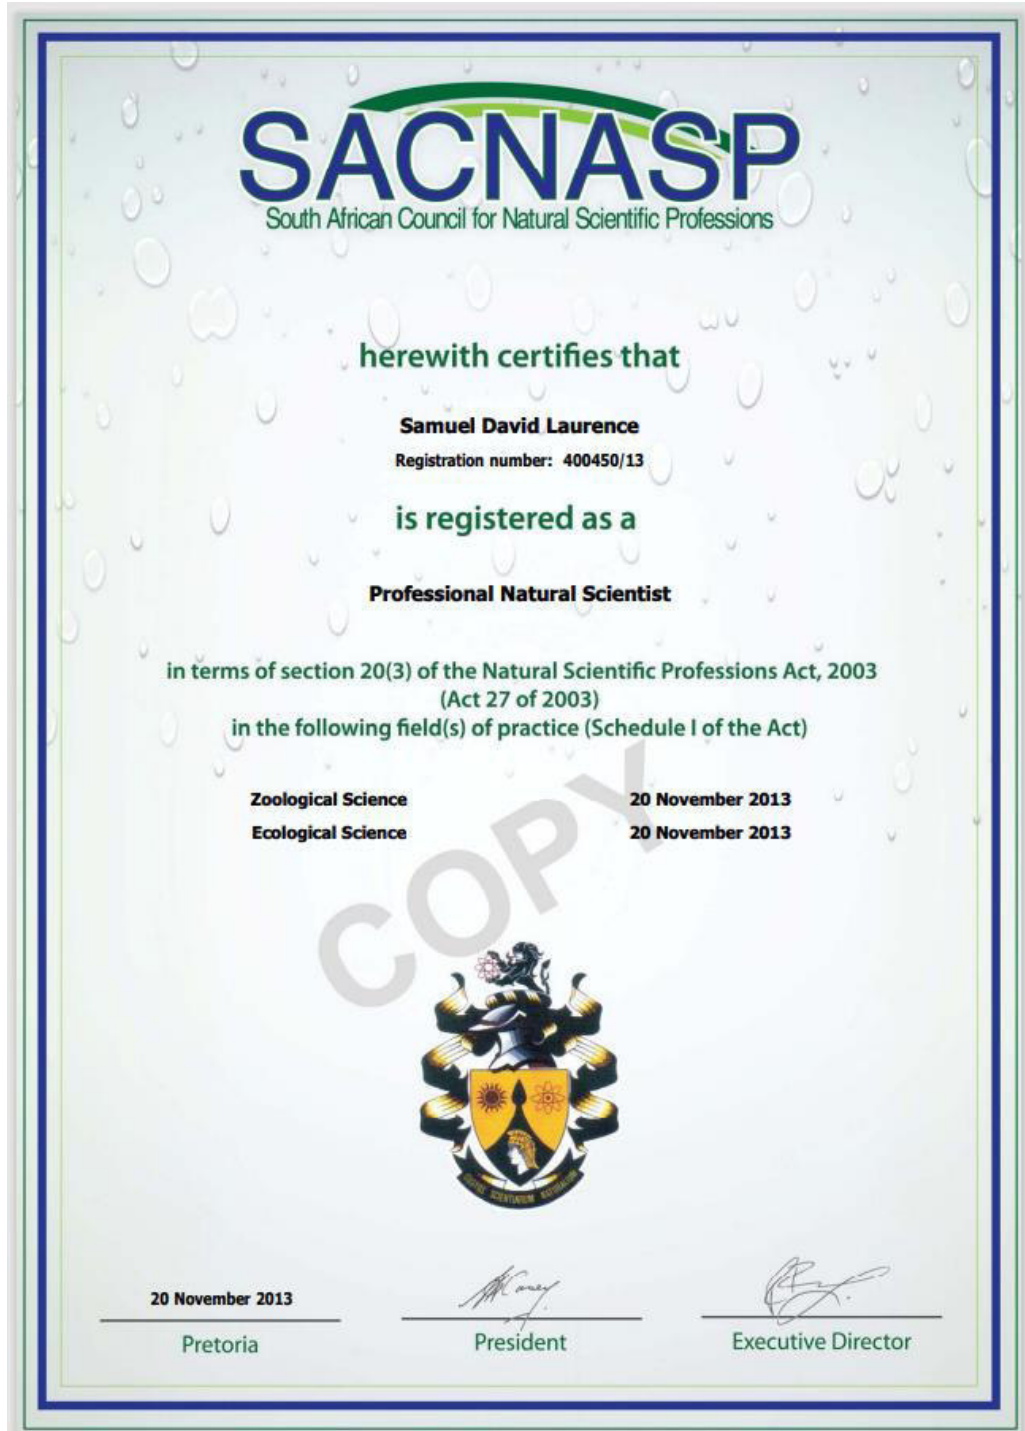 SACNASP
South African Council for Natural Scientific Professions
herewith certifies that
Samuel David Laurence
Registration number: 400450/13
is registered as a
Professional Natural Scientist
in terms of section 20(3) of the Natural Scientific Professions Act, 2003
(Act 27 of 2003)
in the following field(s) of practice (Schedule I of the Act)
Zoological Science 20 November 2013
Ecological Science 20 November 2013
COPY
SCIENTIARUM
20 November 2013
Pretoria
President
Executive Director